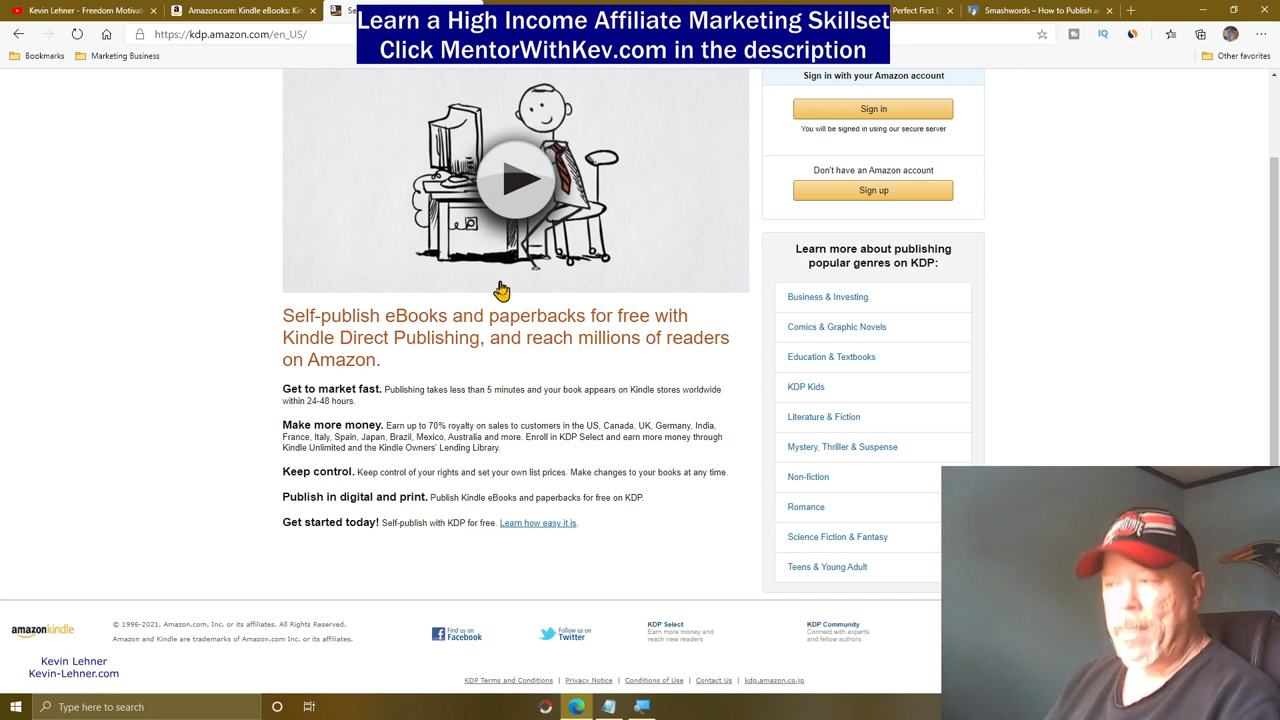 Freedom Motivat
Amazon.com: Kindle eBooks: Kin
Se
Perfect First D
Smashwords – How to Publish an
https://kdp.amazon.com/en_US/
Learn a High Income Affiliate Marketing Skillset
Click MentorWithKev.com in the description
Bookmarks
Marketing Business
Other favorites
Sign in with your Amazon account
Sign in
You will be signed in using our secure server
Don't have an Amazon account
Sign up
Self-publish eBooks and paperbacks for free with
Kindle Direct Publishing, and reach millions of readers
on Amazon.
Get to market fast. Publishing takes less than 5 minutes and your book appears on Kindle stores worldwide
within 24-48 hours.
Make more money. Earn up to 70% royalty on sales to customers in the US, Canada, UK, Germany, India,
France, Italy, Spain, Japan, Brazil, Mexico, Australia and more. Enroll in KDP Select and earn more money through
Kindle Unlimited and the Kindle Owners' Lending Library.
Keep control. Keep control of your rights and set your own list prices. Make changes to your books at any time.
Publish in digital and print. Publish Kindle eBooks and paperbacks for free on KDP.
Get started today! Self-publish with KDP for free. Learn how easy it is.
Learn more about publishing
popular genres on KDP:
Business & Investing
Comics & Graphic Novels
Education & Textbooks
KDP Kids
Literature & Fiction
Mystery, Thriller & Suspense
Non-fiction
Romance
Science Fiction & Fantasy
Teens & Young Adult
amazonkindle
© 1996-2021, Amazon.com, Inc. or its affiliates. All Rights Reserved.
Amazon and Kindle are trademarks of Amazon.com Inc. or its affiliates.
Find us on
Facebook
Follow us on
Twitter
KDP Select
Earn more money and
reach new readers
KDP Community
Connect with experts
and fellow authors
Kevin Lehner
Kevin-Lehner.com
KDP Terms and Conditions | Privacy Notice | Conditions of Use | Contact Us | kdp.amazon.co.jp
Type here to search